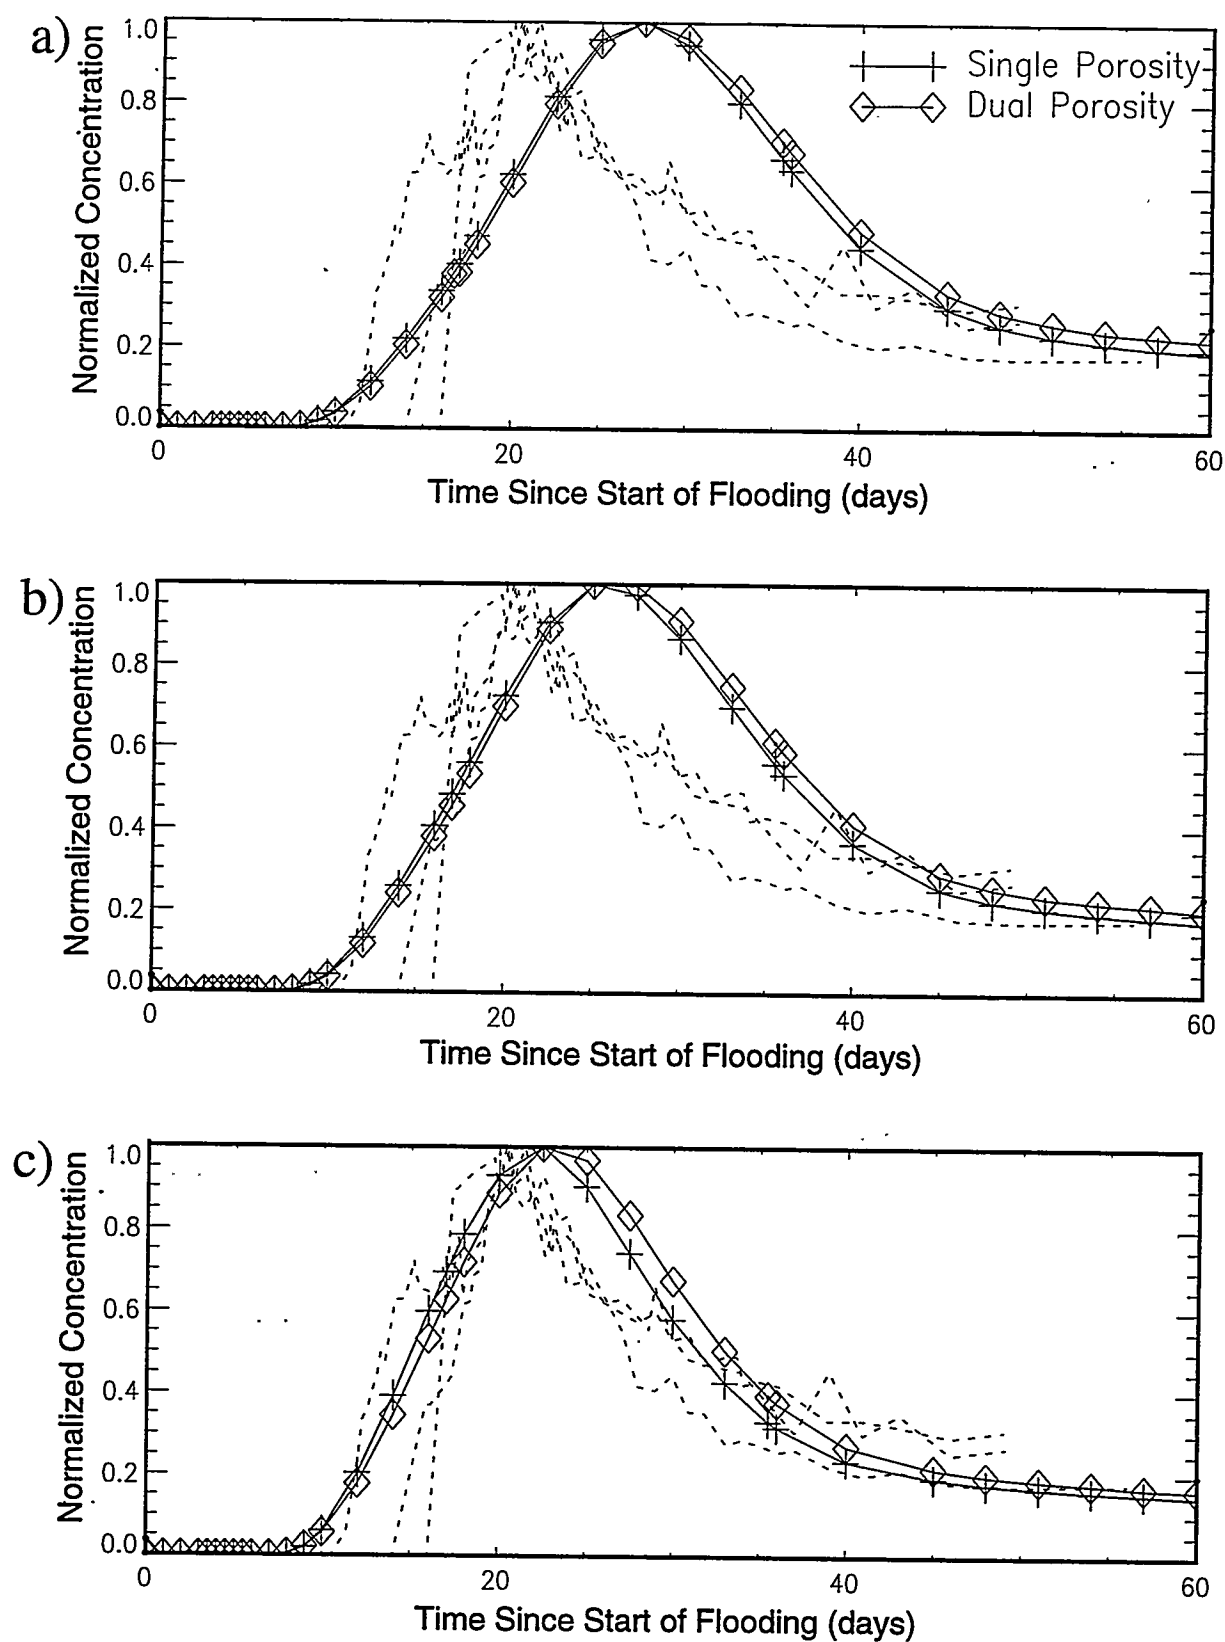 a)
Normalized Concentration
1.0
0.8
0.6
0.4
0.2
0.0
Single Porosity
Dual Porosity
0 20 40 60
Time Since Start of Flooding (days)
b)
Normalized Concentration
1.0
0.8
0.6
0.4
0.2
0.0
0 20 40 60
Time Since Start of Flooding (days)
c)
Normalized Concentration
1.0
0.8
0.6
0.4
0.2
0.0
0 20 40 60
Time Since Start of Flooding (days)